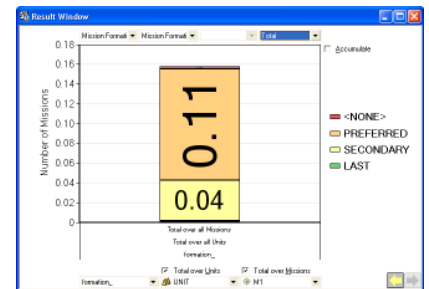 Result Window
Mission Formati Mission Formati Total
Accumulate
0.18
0.16
0.14
0.12
0.10
0.08
0.06
0.04
0.02
0
Number of Missions
0.11
0.04
<NONE>
PREFERRED
SECONDARY
LAST
Total over all Missions
Total over all Units
formation_
Total over Units Total over Missions
formation_ UNIT M1